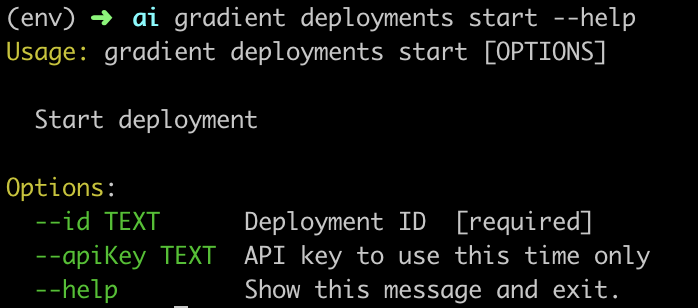 (env) ➜ ai gradient deployments start --help
Usage: gradient deployments start [OPTIONS]
Start deployment
Options:
--id TEXT Deployment ID [required]
--apiKey TEXT API key to use this time only
--help Show this message and exit.